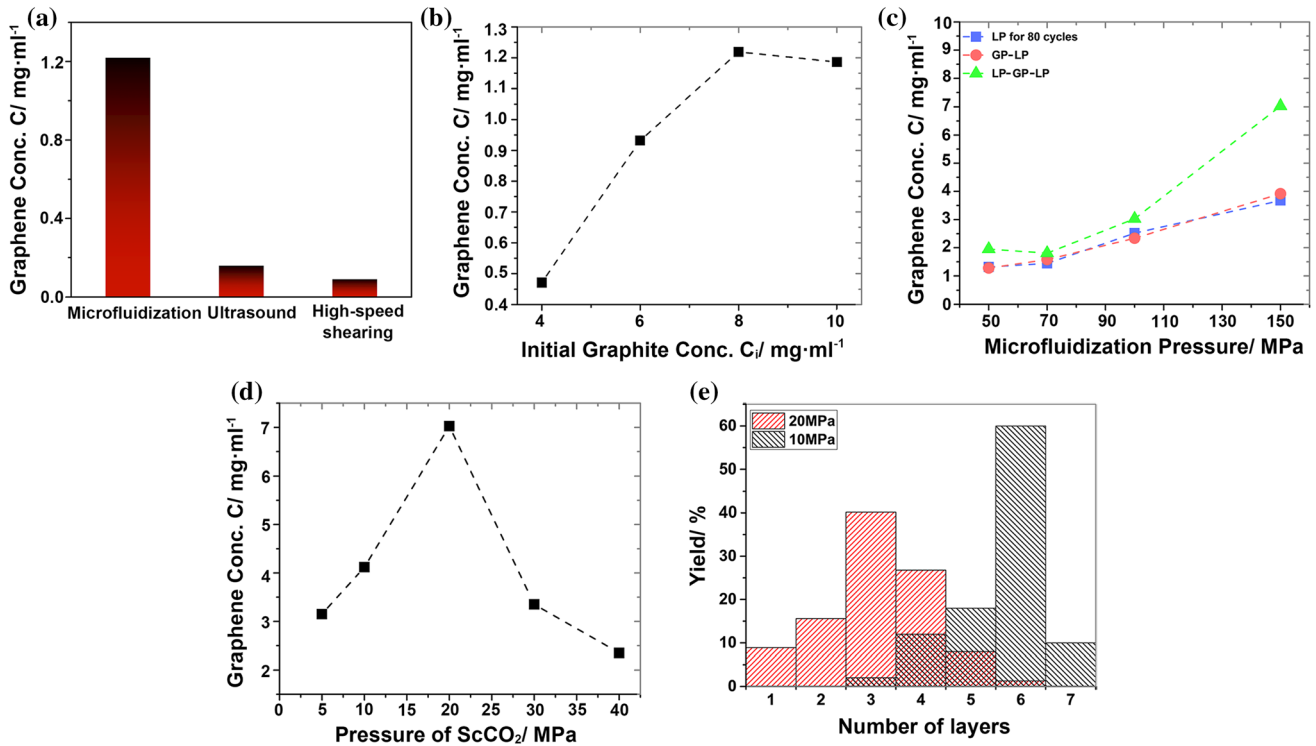 (a)
Graphene Conc. C/ mg·ml-1
1.2
0.8
0.4
0.0
Microfluidization
Ultrasound
High-speed
shearing
(b)
Graphene Conc. C/ mg·ml-1
1.3
1.2
1.1
1.0
0.9
0.8
0.7
0.6
0.5
0.4
4 6 8 10
Initial Graphite Conc. Ci/ mg·ml-1
(c)
Graphene Conc. C/ mg·ml-1
10
9
8
7
6
5
4
3
2
1
0
LP for 80 cycles
GP-LP
LP-GP-LP
50 70 90 110 130 150
Microfluidization Pressure/ MPa
(d)
Graphene Conc. C/ mg·ml-1
7
6
5
4
3
2
0 5 10 15 20 25 30 35 40
Pressure of ScCO2/ MPa
(e)
Yield/ %
60
50
40
30
20
10
0
20MPa
10MPa
1 2 3 4 5 6 7
Number of layers